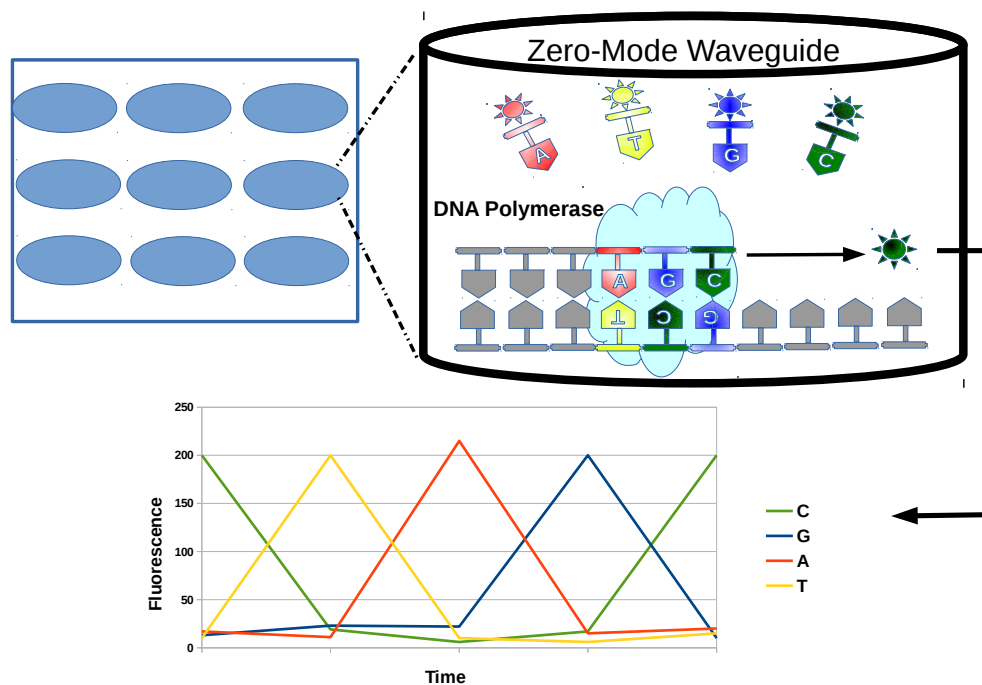 Zero-Mode Waveguide
A T G C
DNA Polymerase
A G C
T C G
250
200
150
100
50
0
Fluorescence
Time
C
G
A
T